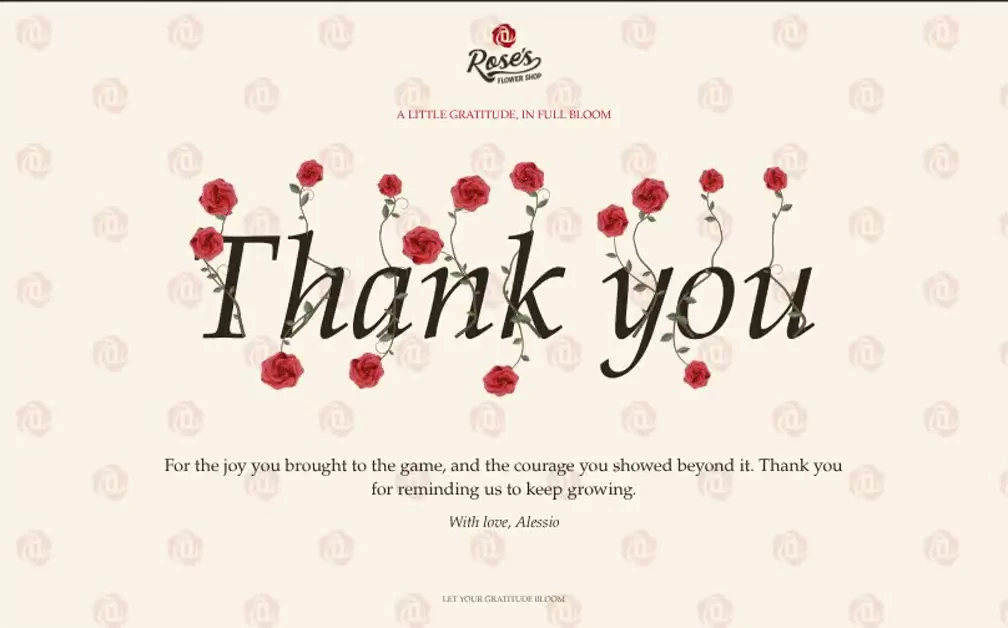 Rose's
FLOWER SHOP
A LITTLE GRATITUDE, IN FULL BLOOM
Thank you
For the joy you brought to the game, and the courage you showed beyond it. Thank you
for reminding us to keep growing.
With love, Alessio
LET YOUR GRATITUDE BLOOM